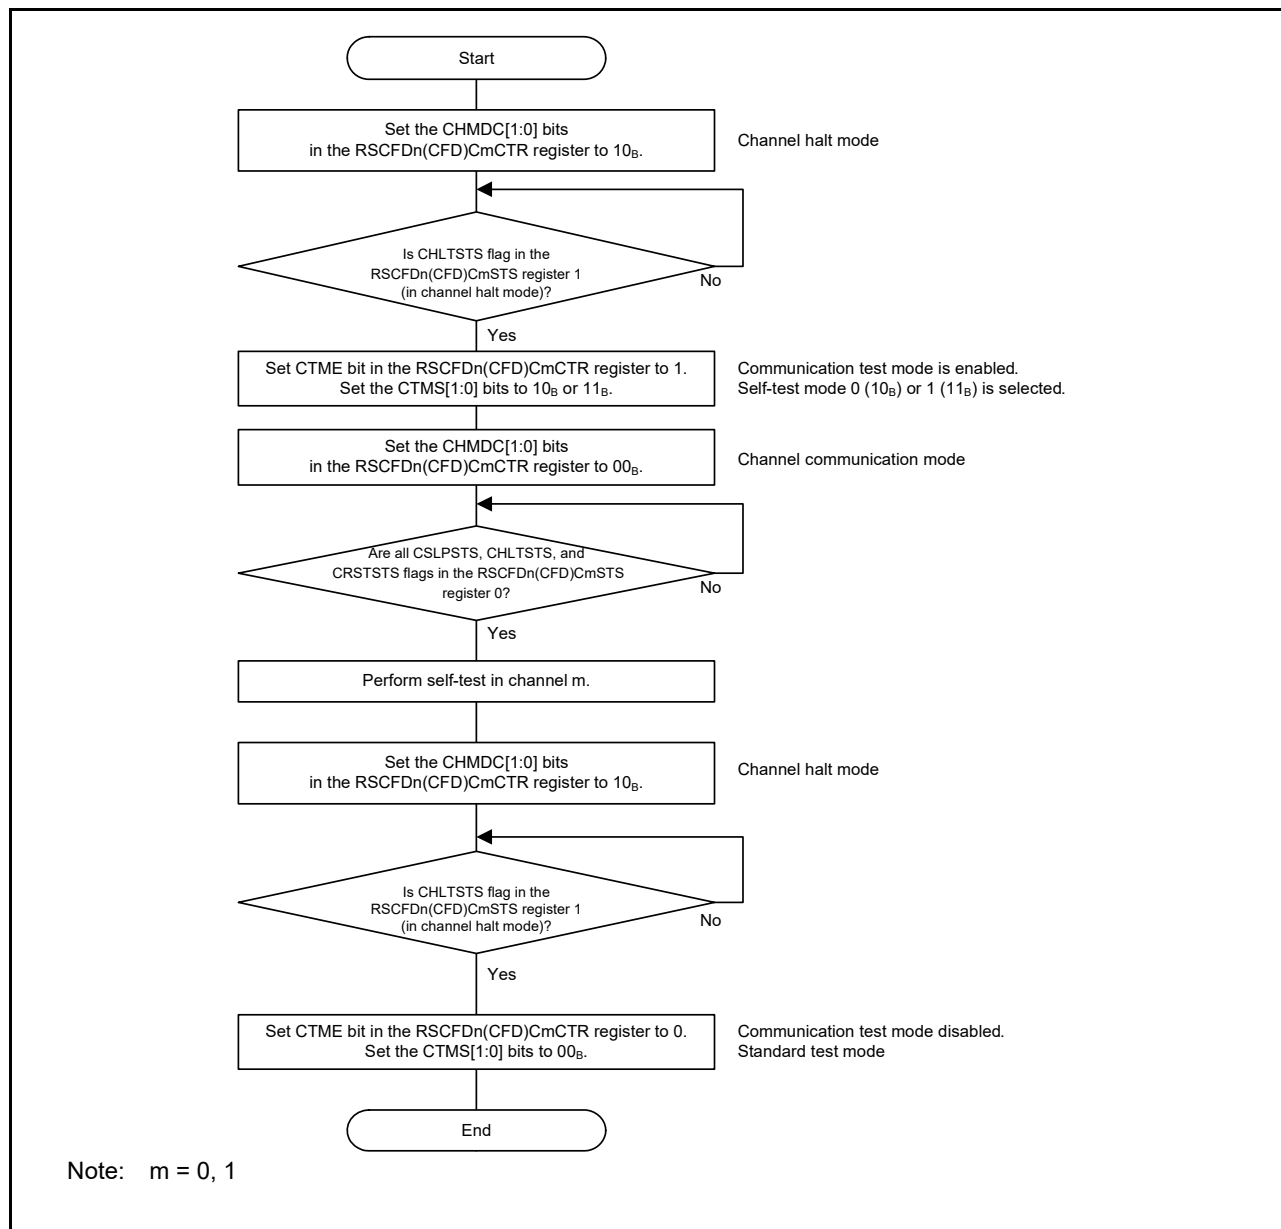 Start
Set the CHMDC[1:0] bits
in the RSCFDn(CFD)CmCTR register to 10B.
Channel halt mode
Is CHLTSTS flag in the
RSCFDn(CFD)CmSTS register 1
(in channel halt mode)?
No
Yes
Set CTME bit in the RSCFDn(CFD)CmCTR register to 1.
Set the CTMS[1:0] bits to 10B or 11B.
Communication test mode is enabled.
Self-test mode 0 (10B) or 1 (11B) is selected.
Set the CHMDC[1:0] bits
in the RSCFDn(CFD)CmCTR register to 00B.
Channel communication mode
Are all CSLPSTS, CHLTSTS, and
CRSTSTS flags in the RSCFDn(CFD)CmSTS
register 0?
No
Yes
Perform self-test in channel m.
Set the CHMDC[1:0] bits
in the RSCFDn(CFD)CmCTR register to 10B.
Channel halt mode
Is CHLTSTS flag in the
RSCFDn(CFD)CmSTS register 1
(in channel halt mode)?
No
Yes
Set CTME bit in the RSCFDn(CFD)CmCTR register to 0.
Set the CTMS[1:0] bits to 00B.
Communication test mode disabled.
Standard test mode
End
Note: m = 0, 1